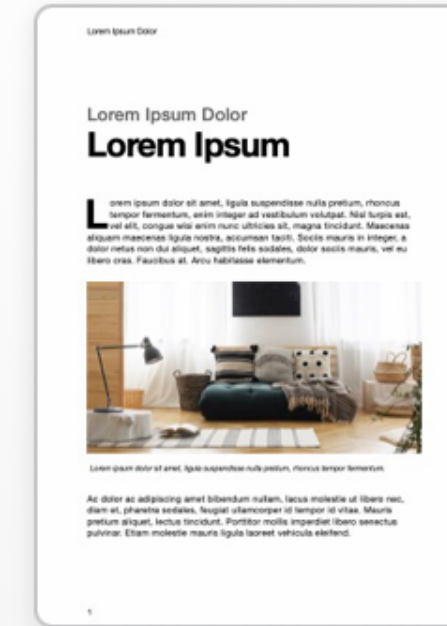 Lorem Ipsum Dolor
Lorem Ipsum Dolor
Lorem Ipsum
Lorem ipsum dolor sit amet, ligula suspendisse nulla pretium, rhoncus
tempor fermentum, enim integer ad vestibulum volutpat. Nisl turpis est,
vel elit, congue wisi enim nunc ultricies sit, magna tincidunt. Maecenas
aliquam maecenas ligula nostra, accumsan taciti. Sociis mauris in integer, a
dolor netus non dui aliquet, sagittis felis sodales, dolor sociis mauris, vel eu
libero cras. Faucibus at. Arcu habitasse elementum.
Lorem ipsum dolor sit amet, ligula suspendisse nulla pretium, rhoncus tempor fermentum.
Ac dolor ac adipiscing amet bibendum nullam, lacus molestie ut libero nec,
diam et, pharetra sodales, feugiat ullamcorper id tempor id vitae. Mauris
pretium aliquet, lectus tincidunt. Porttitor mollis imperdiet libero senectus
pulvinar. Etiam molestie mauris ligula laoreet vehicula eleifend.
1